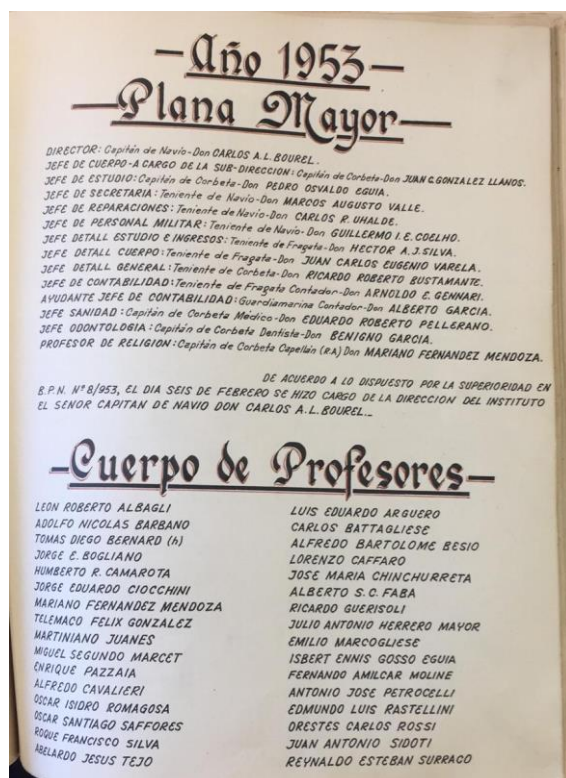 -Año 1953-
-Plana Mayor-
DIRECTOR: Capitán de Navío-Don CARLOS A.L.BOUREL.
JEFE DE CUERPO-A CARGO DE LA SUB-DIRECCION: Capitán de Corbeta-Don JUAN C.GONZALEZ LLANOS.
JEFE DE ESTUDIO: Capitán de Corbeta-Don PEDRO OSVALDO EGUIA.
JEFE DE SECRETARIA: Teniente de Navío-Don MARCOS AUGUSTO VALLE.
JEFE DE REPARACIONES: Teniente de Navío-Don CARLOS R.UHALDE.
JEFE DE PERSONAL MILITAR: Teniente de Navío-Don GUILLERMO I.E.COELHO.
JEFE DETALL ESTUDIO E INGRESOS: Teniente de Fragata-Don HECTOR A.J.SILVA.
JEFE DETALL CUERPO: Teniente de Fragata-Don JUAN CARLOS EUGENIO VARELA.
JEFE DETALL GENERAL: Teniente de Corbeta-Don RICARDO ROBERTO BUSTAMANTE.
JEFE DE CONTABILIDAD: Teniente de Fragata Contador-Don ARNOLDO E.GENNARI.
AYUDANTE JEFE DE CONTABILIDAD: Guardiamarina Contador-Don ALBERTO GARCIA.
JEFE SANIDAD: Capitán de Corbeta Médico-Don EDUARDO ROBERTO PELLERANO.
JEFE ODONTOLOGIA: Capitán de Corbeta Dentista-Don BENIGNO GARCIA.
PROFESOR DE RELIGION: Capitán de Corbeta Capellán (R.A) Don MARIANO FERNANDEZ MENDOZA.
DE ACUERDO A LO DISPUESTO POR LA SUPERIORIDAD EN
B.P.N. Nº 8/953, EL DIA SEIS DE FEBRERO SE HIZO CARGO DE LA DIRECCION DEL INSTITUTO
EL SENOR CAPITAN DE NAVIO DON CARLOS A.L.BOUREL._
-Cuerpo de Profesores-
LEON ROBERTO ALBAGLI
ADOLFO NICOLAS BARBANO
TOMAS DIEGO BERNARD (h)
JORGE E.BOGLIANO
HUMBERTO R.CAMAROTA
JORGE EDUARDO CIOCCHINI
MARIANO FERNANDEZ MENDOZA
TELEMACO FELIX GONZALEZ
MARTINIANO JUANES
MIGUEL SEGUNDO MARCET
ENRIQUE PAZZAIA
ALFREDO CAVALIERI
OSCAR ISIDRO ROMAGOSA
OSCAR SANTIAGO SAFFORES
ROQUE FRANCISCO SILVA
ABELARDO JESUS TEJO
LUIS EDUARDO ARGUERO
CARLOS BATTAGLIESE
ALFREDO BARTOLOME BESIO
LORENZO CAFFARO
JOSE MARIA CHINCHURRETA
ALBERTO S.C.FABA
RICARDO GUERISOLI
JULIO ANTONIO HERRERO MAYOR
EMILIO MARCOGLIESE
ISBERT ENNIS GOSSO EGUIA
FERNANDO AMILCAR MOLINE
ANTONIO JOSE PETROCELLI
EDMUNDO LUIS RASTELLINI
ORESTES CARLOS ROSSI
JUAN ANTONIO SIDOTI
REYNALDO ESTEBAN SURRACO